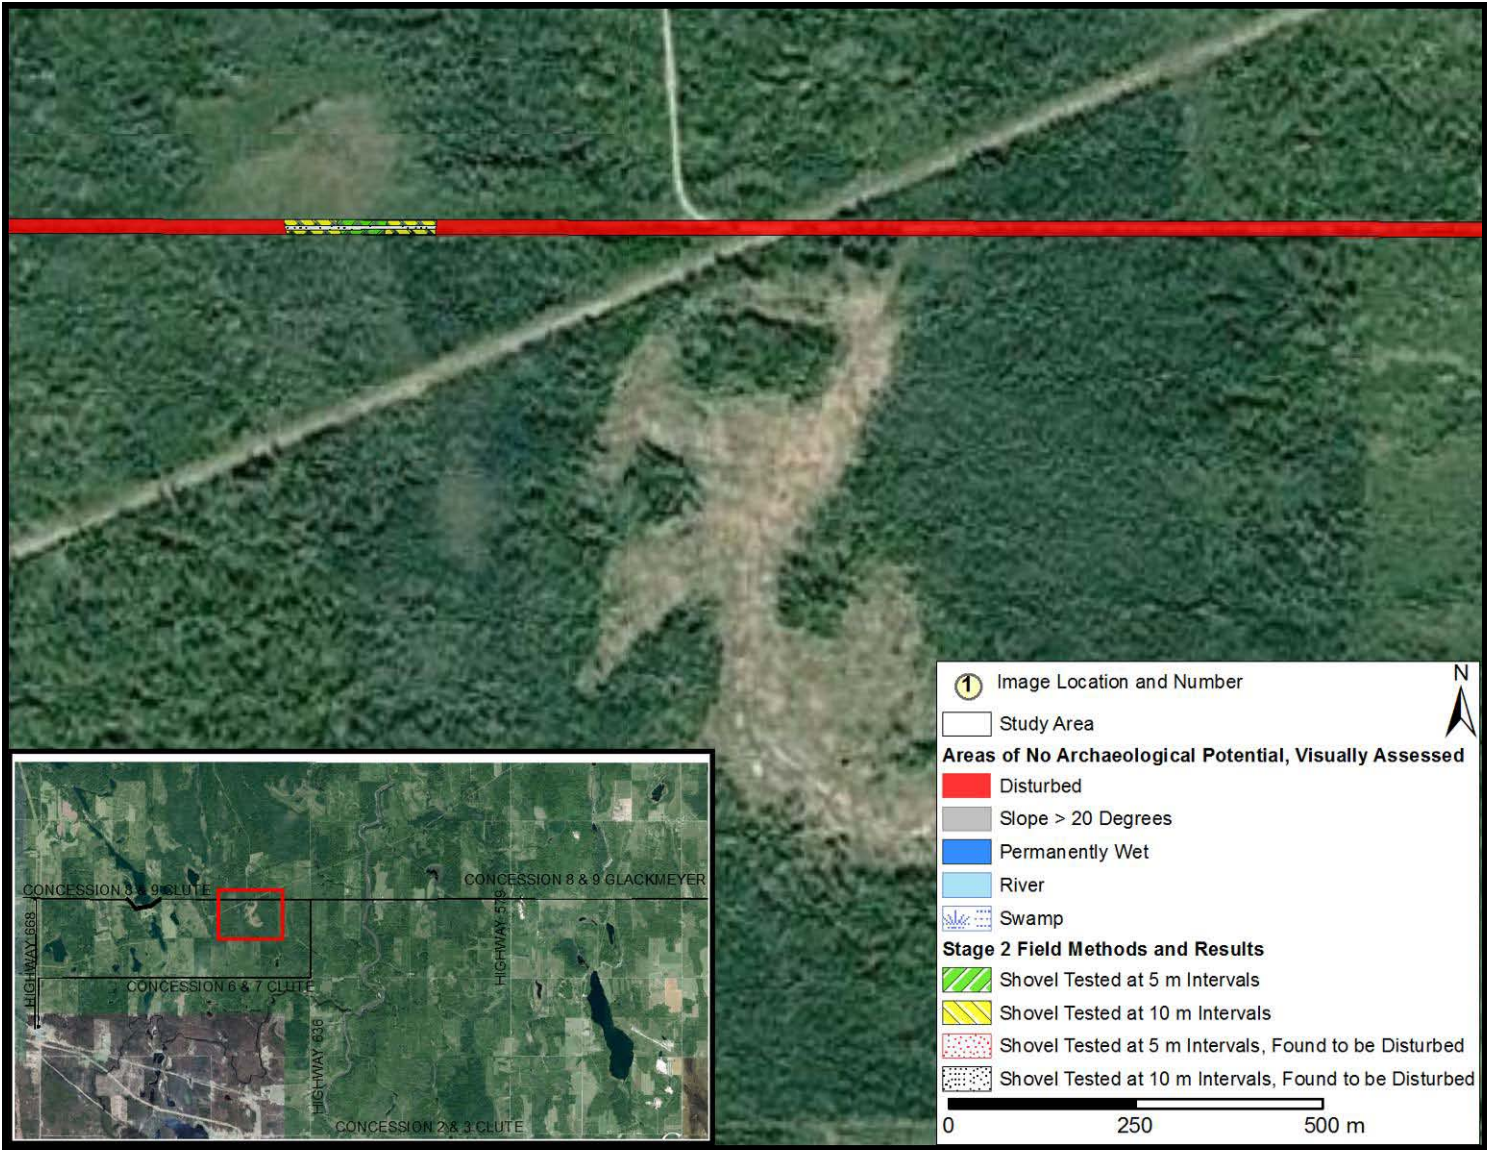 1 Image Location and Number
N
Study Area
Areas of No Archaeological Potential, Visually Assessed
Disturbed
Slope > 20 Degrees
Permanently Wet
River
Swamp
Stage 2 Field Methods and Results
Shovel Tested at 5 m Intervals
Shovel Tested at 10 m Intervals
Shovel Tested at 5 m Intervals, Found to be Disturbed
Shovel Tested at 10 m Intervals, Found to be Disturbed
0 250 500 m
CONCESSION 8 & 9 CLUTE
CONCESSION 8 & 9 GLACKMEYER
HIGHWAY 668
HIGHWAY 579
CONCESSION 6 & 7 CLUTE
HIGHWAY 636
CONCESSION 2 & 3 CLUTE